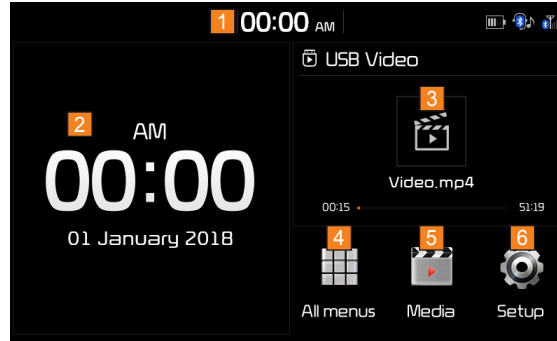 1 00:00 AM
USB Video
3
2
AM
00:00
01 January 2018
Video.mp4
00:15 51:19
4 5 6
All menus Media Setup